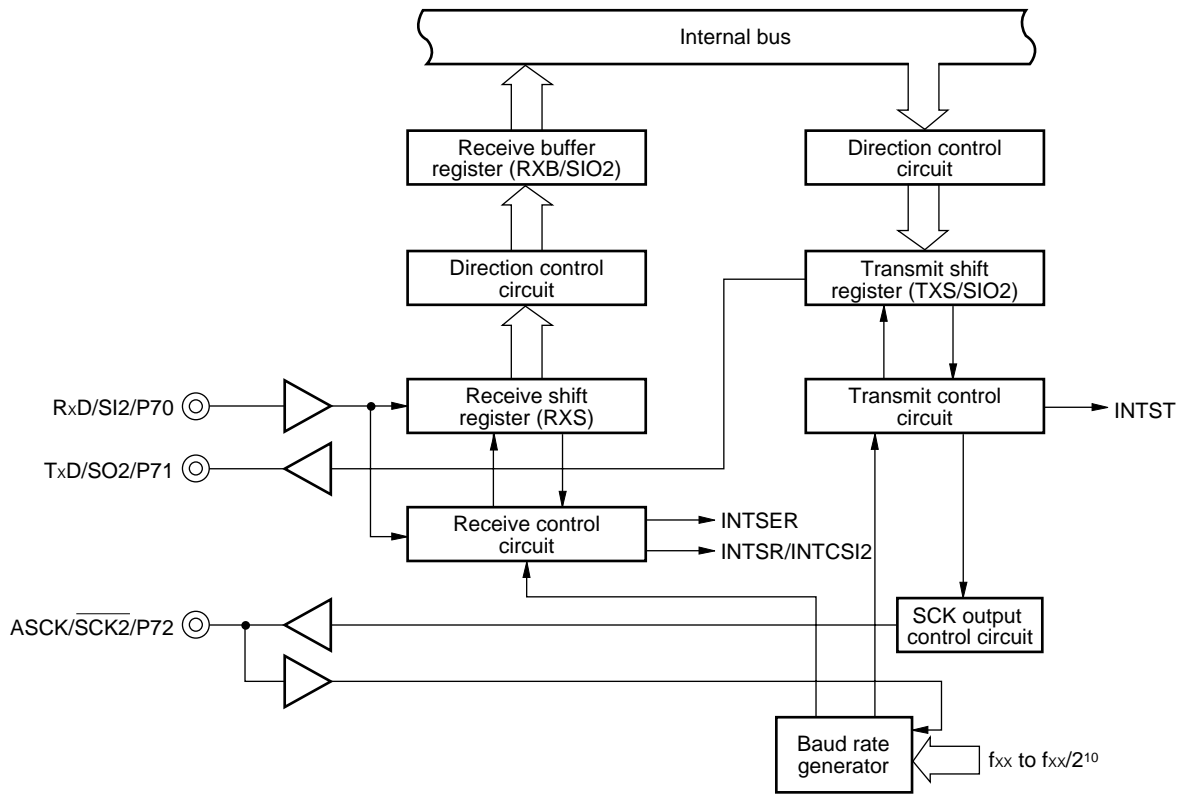 Internal bus
Receive buffer
register (RXB/SIO2)
Direction control
circuit
Direction control
circuit
Transmit shift
register (TXS/SIO2)
RxD/SI2/P70
Receive shift
register (RXS)
Transmit control
circuit
INTST
TxD/SO2/P71
Receive control
circuit
INTSER
INTSR/INTCSI2
ASCK/S̅C̅K̅2̅/P72
SCK output
control circuit
Baud rate
generator
fxx to fxx/2¹⁰